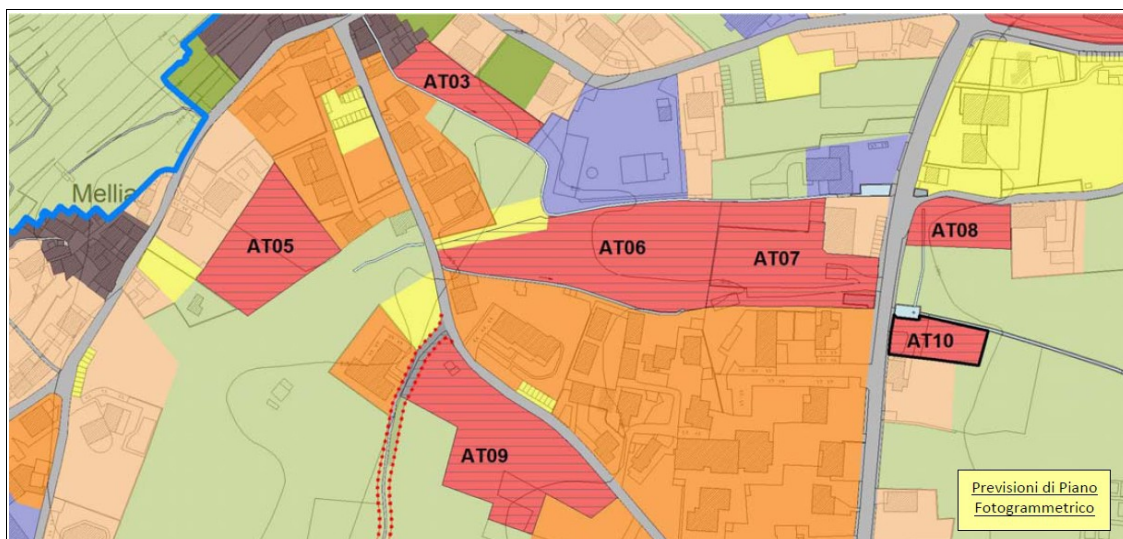 AT03
Mellia
AT05
AT06
AT07
AT08
AT10
AT09
Previsioni di Piano
Fotogrammetrico